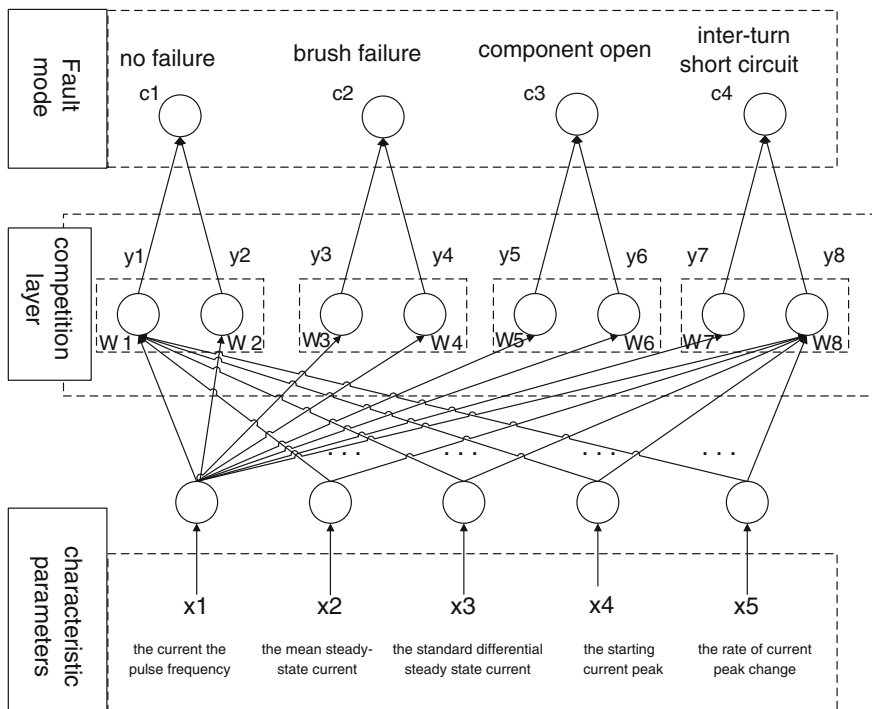 Fault mode
no failure
brush failure
component open
inter-turn
short circuit
c1
c2
c3
c4
competition layer
y1
y2
y3
y4
y5
y6
y7
y8
W1
W2
W3
W4
W5
W6
W7
W8
...
...
...
...
characteristic parameters
x1
x2
x3
x4
x5
the current the
pulse frequency
the mean steady-
state current
the standard differential
steady state current
the starting
current peak
the rate of current
peak change